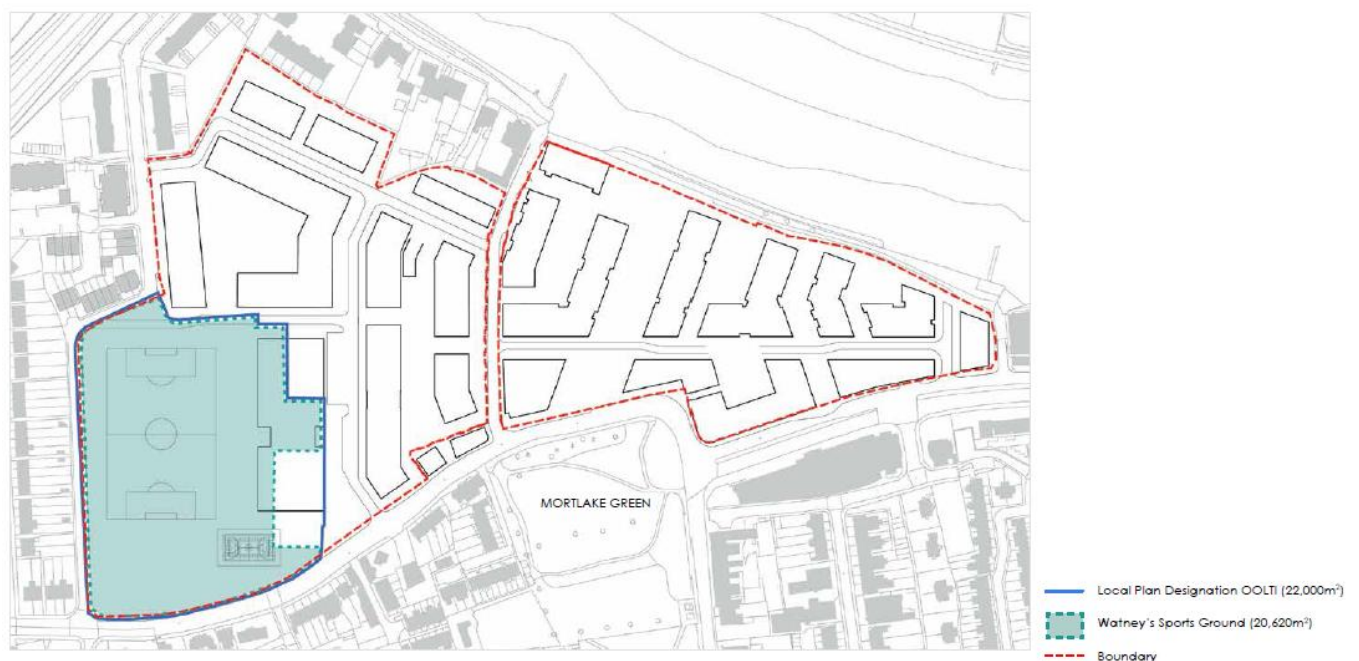 MORTLAKE GREEN
Local Plan Designation OOLTI (22,000m²)
Watney's Sports Ground (20,620m²)
Boundary